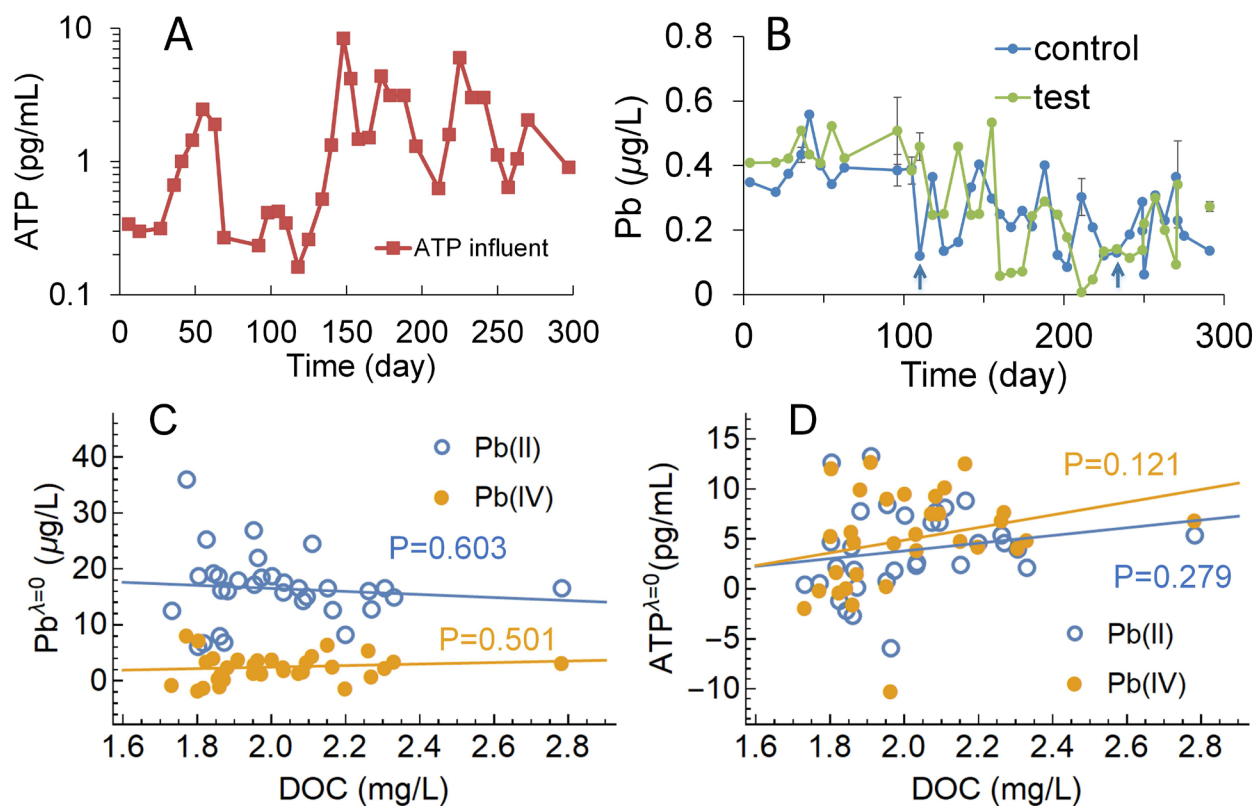 A
ATP (pg/mL)
10
1
0.1
ATP influent
0 50 100 150 200 250 300
Time (day)
B
Pb (µg/L)
0.8
0.6
0.4
0.2
0
control
test
0 100 200 300
Time (day)
C
Pb^λ=0 (µg/L)
40
30
20
10
0
Pb(II)
Pb(IV)
P=0.603
P=0.501
1.6 1.8 2.0 2.2 2.4 2.6 2.8
DOC (mg/L)
D
ATP^λ=0(pg/mL)
15
10
5
0
−5
−10
P=0.121
P=0.279
Pb(II)
Pb(IV)
1.6 1.8 2.0 2.2 2.4 2.6 2.8
DOC (mg/L)